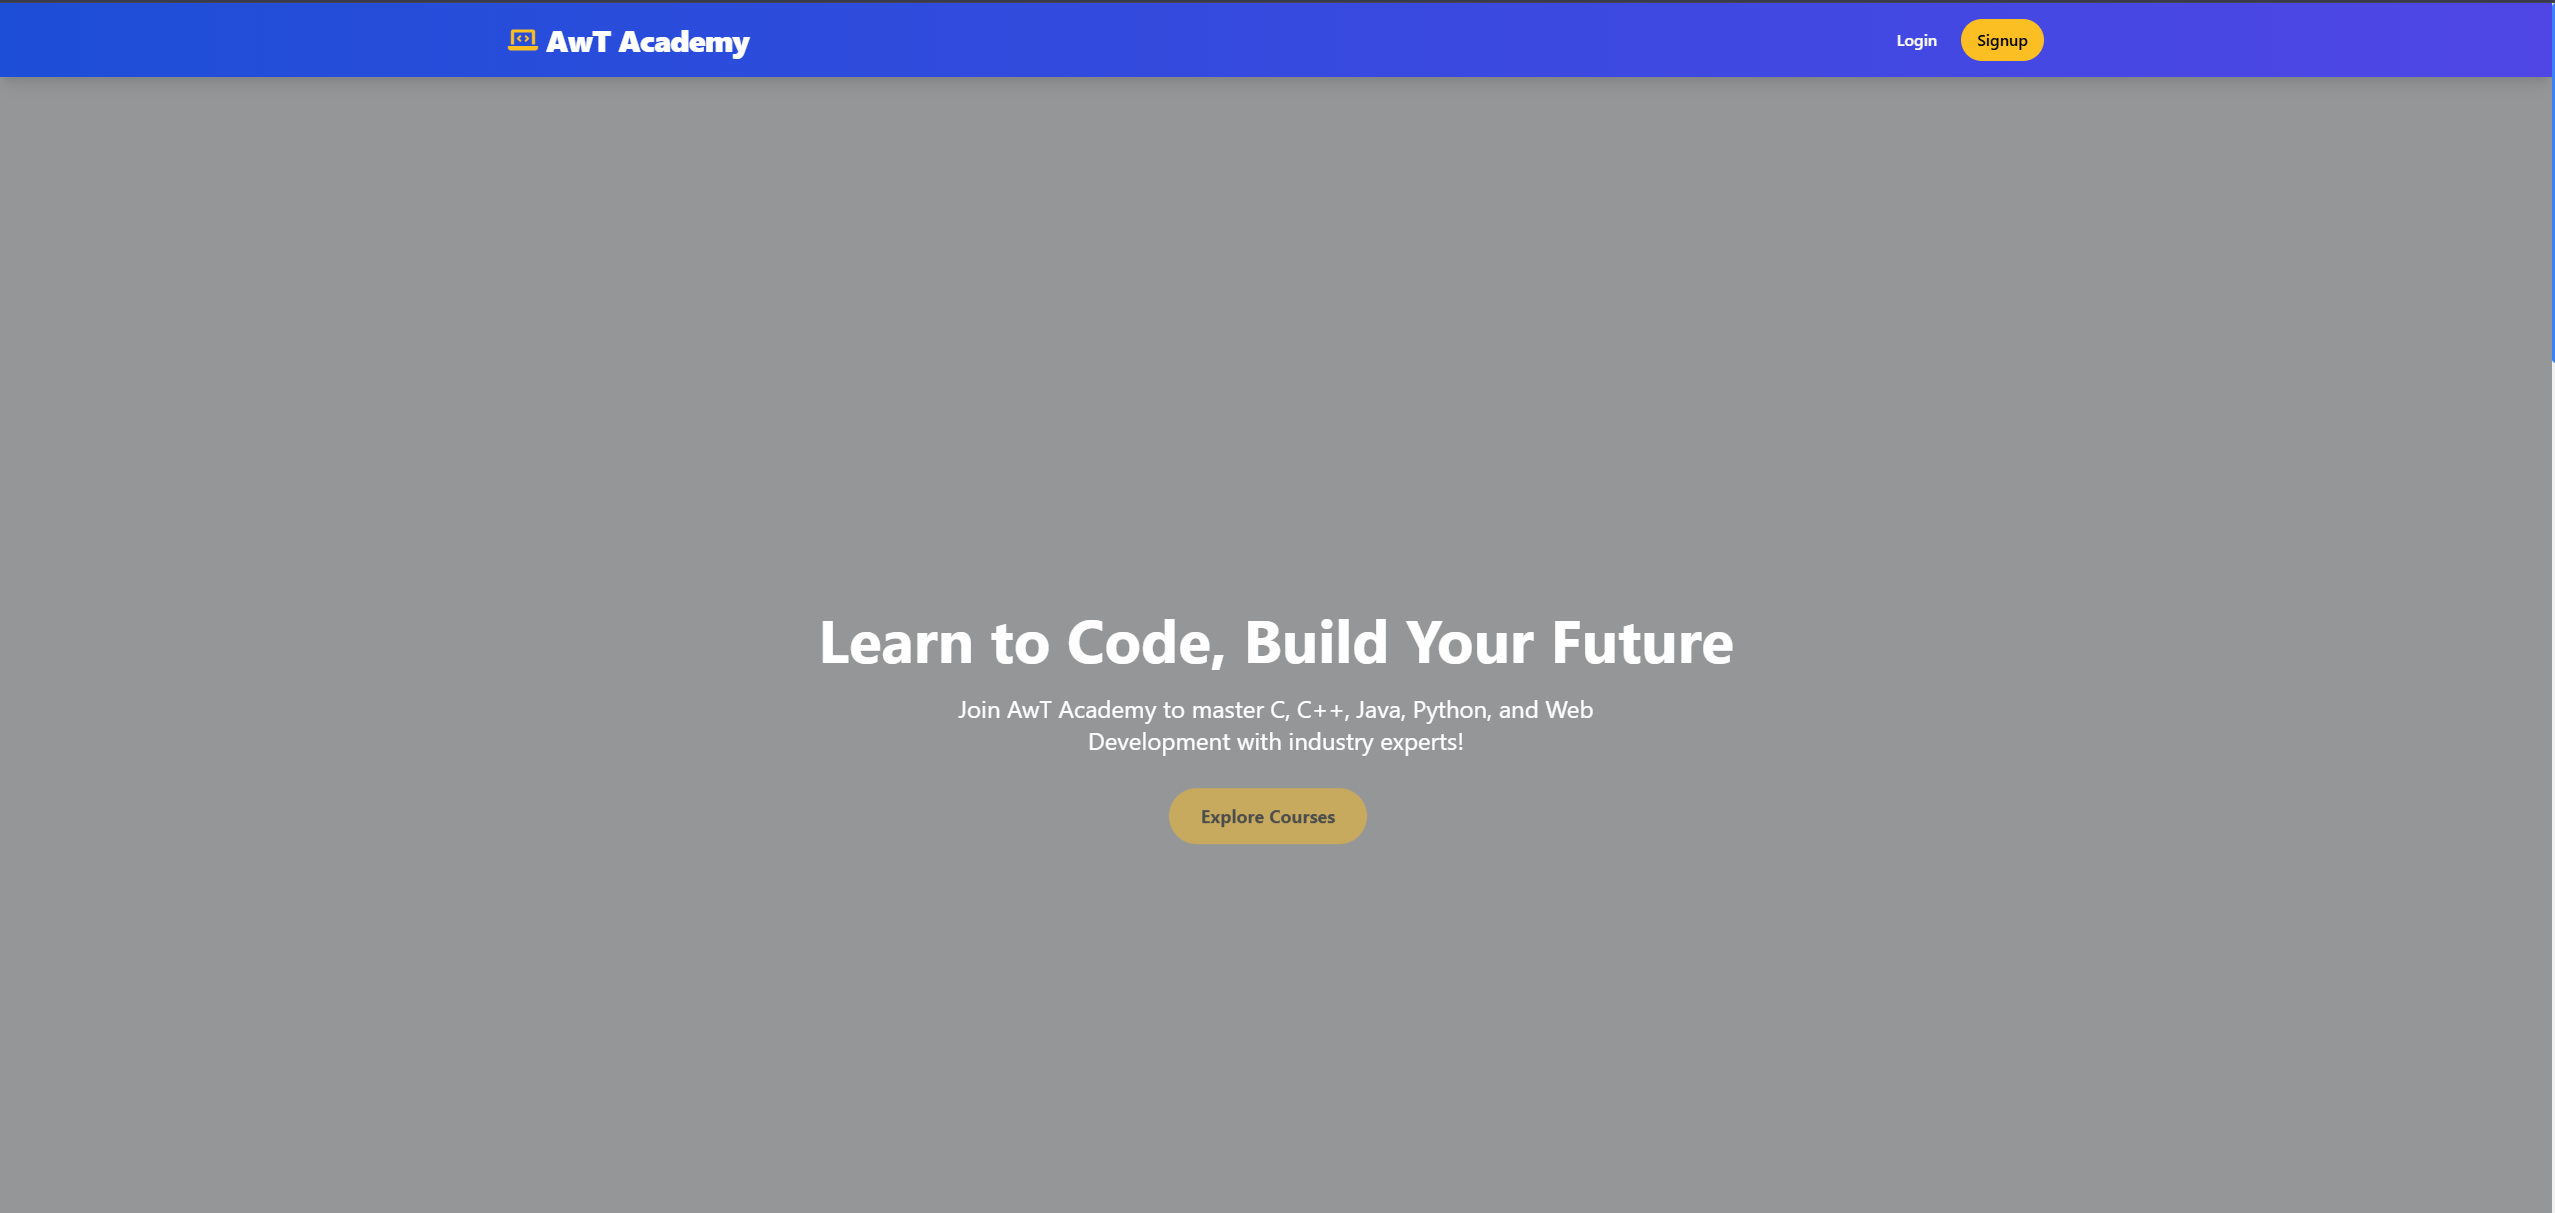 AwT Academy
Login
Signup
Learn to Code, Build Your Future
Join AwT Academy to master C, C++, Java, Python, and Web
Development with industry experts!
Explore Courses